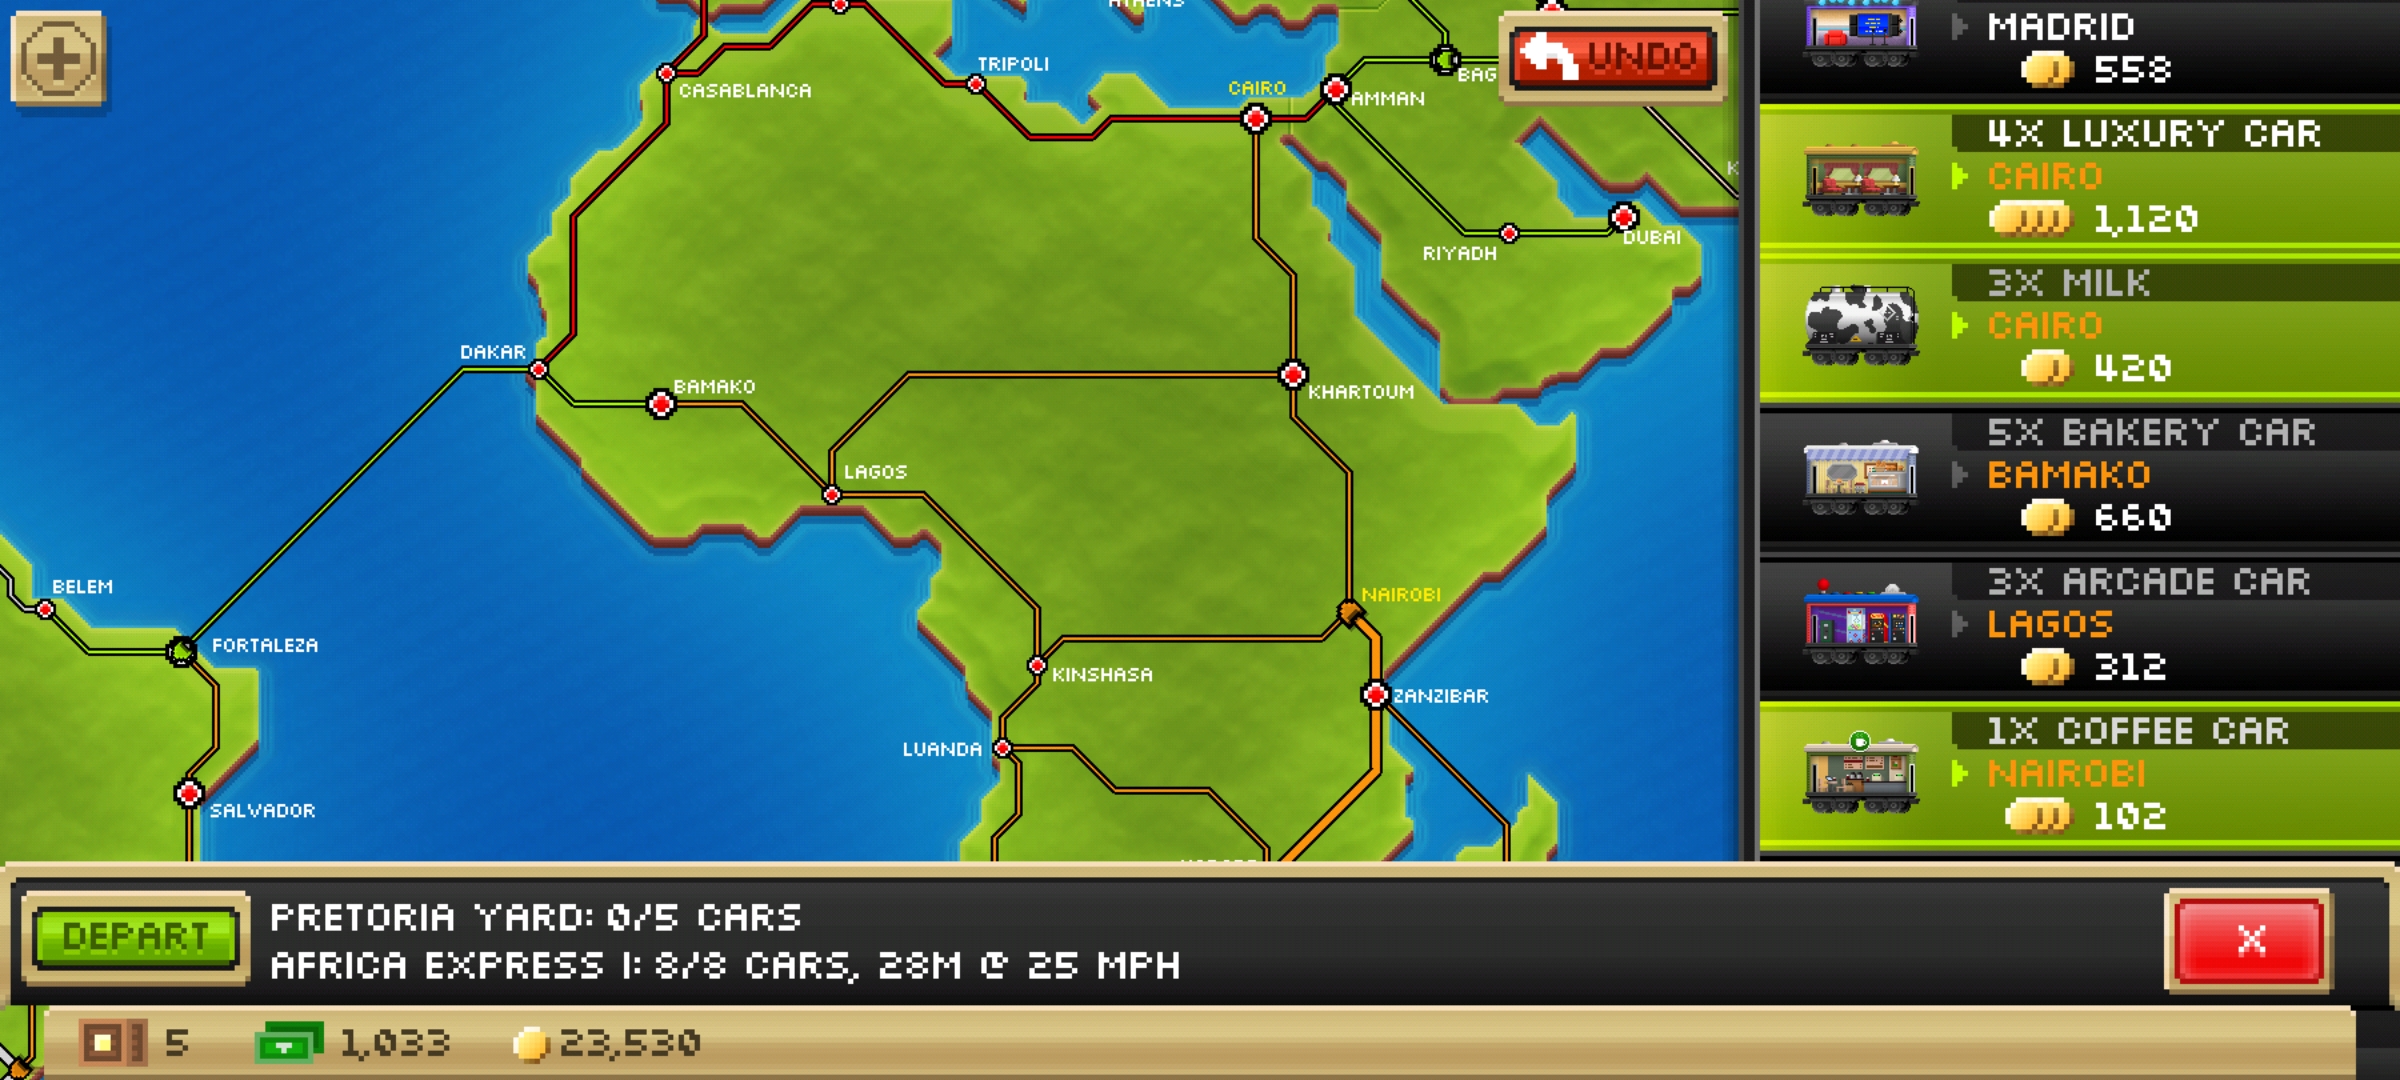 ATHENS
UNDO
TRIPOLI
CASABLANCA
CAIRO
AMMAN
BAG
RIYADH
DUBAI
DAKAR
BAMAKO
KHARTOUM
LAGOS
BELEM
NAIROBI
FORTALEZA
KINSHASA
ZANZIBAR
LUANDA
SALVADOR
MADRID
558
4X LUXURY CAR
CAIRO
1,120
3X MILK
CAIRO
420
5X BAKERY CAR
BAMAKO
660
3X ARCADE CAR
LAGOS
312
1X COFFEE CAR
NAIROBI
102
DEPART
PRETORIA YARD: 0/5 CARS
AFRICA EXPRESS I: 8/8 CARS, 28M @ 25 MPH
X
5
1,033
23,530